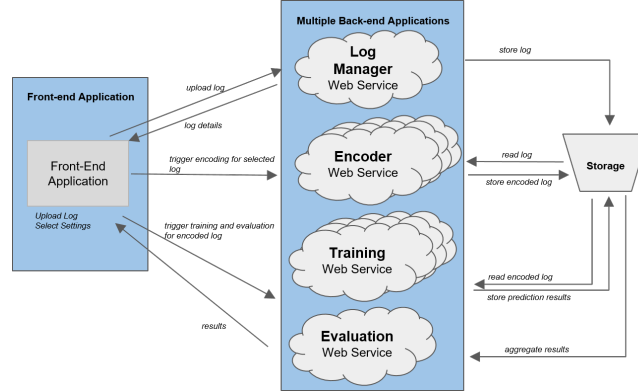 Multiple Back-end Applications
Log
Manager
Web Service
store log
Front-end Application
upload log
log details
Front-End
Application
Upload Log
Select Settings
trigger encoding for selected
log
Encoder
Web Service
read log
store encoded log
Storage
trigger training and evaluation
for encoded log
Training
Web Service
read encoded log
store prediction results
results
Evaluation
Web Service
aggregate results